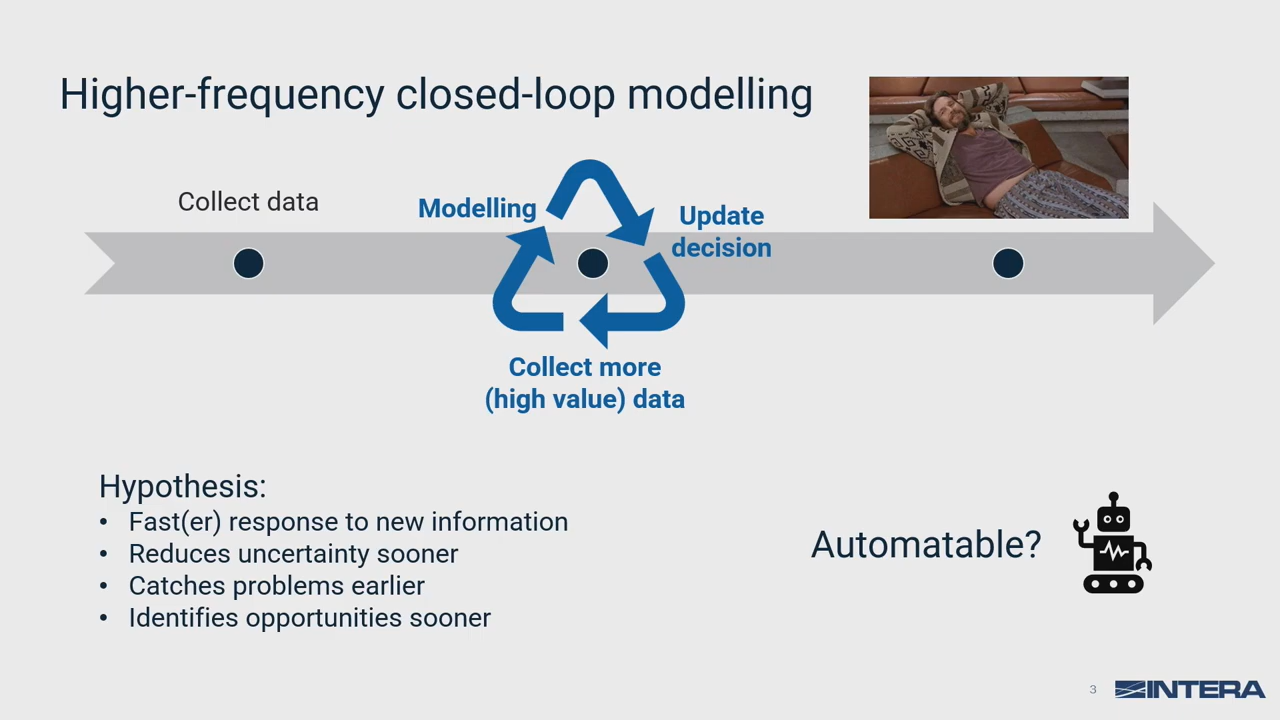 Higher-frequency closed-loop modelling
Collect data
Modelling
Update
decision
Collect more
(high value) data
Hypothesis:
• Fast(er) response to new information
• Reduces uncertainty sooner
• Catches problems earlier
• Identifies opportunities sooner
Automatable?
3
INTERA